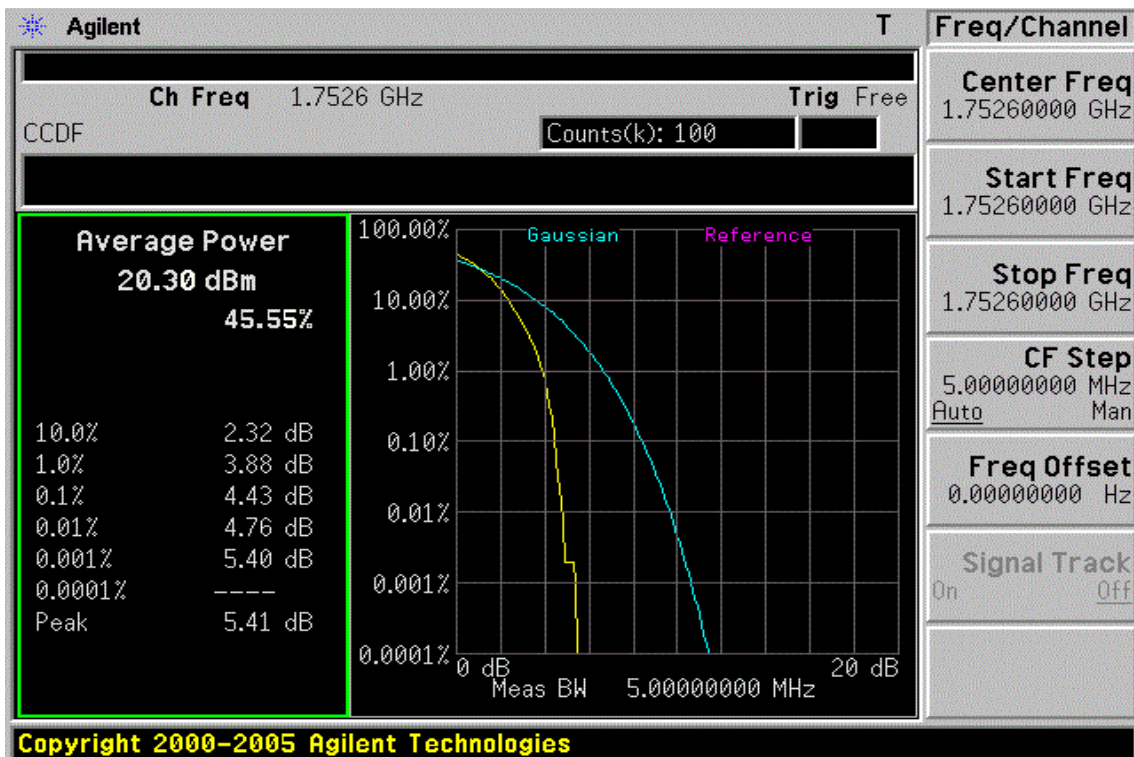 Agilent T
Freq/Channel
Ch Freq 1.7526 GHz Trig Free
CCDF Counts(k): 100
Average Power
20.30 dBm
45.55%
10.0% 2.32 dB
1.0% 3.88 dB
0.1% 4.43 dB
0.01% 4.76 dB
0.001% 5.40 dB
0.0001% ----
Peak 5.41 dB
Gaussian Reference
100.00%
10.00%
1.00%
0.10%
0.01%
0.001%
0.0001%
0 dB 20 dB
Meas BW 5.00000000 MHz
Center Freq
1.75260000 GHz
Start Freq
1.75260000 GHz
Stop Freq
1.75260000 GHz
CF Step
5.00000000 MHz
Auto Man
Freq Offset
0.00000000 Hz
Signal Track
On Off
Copyright 2000-2005 Agilent Technologies